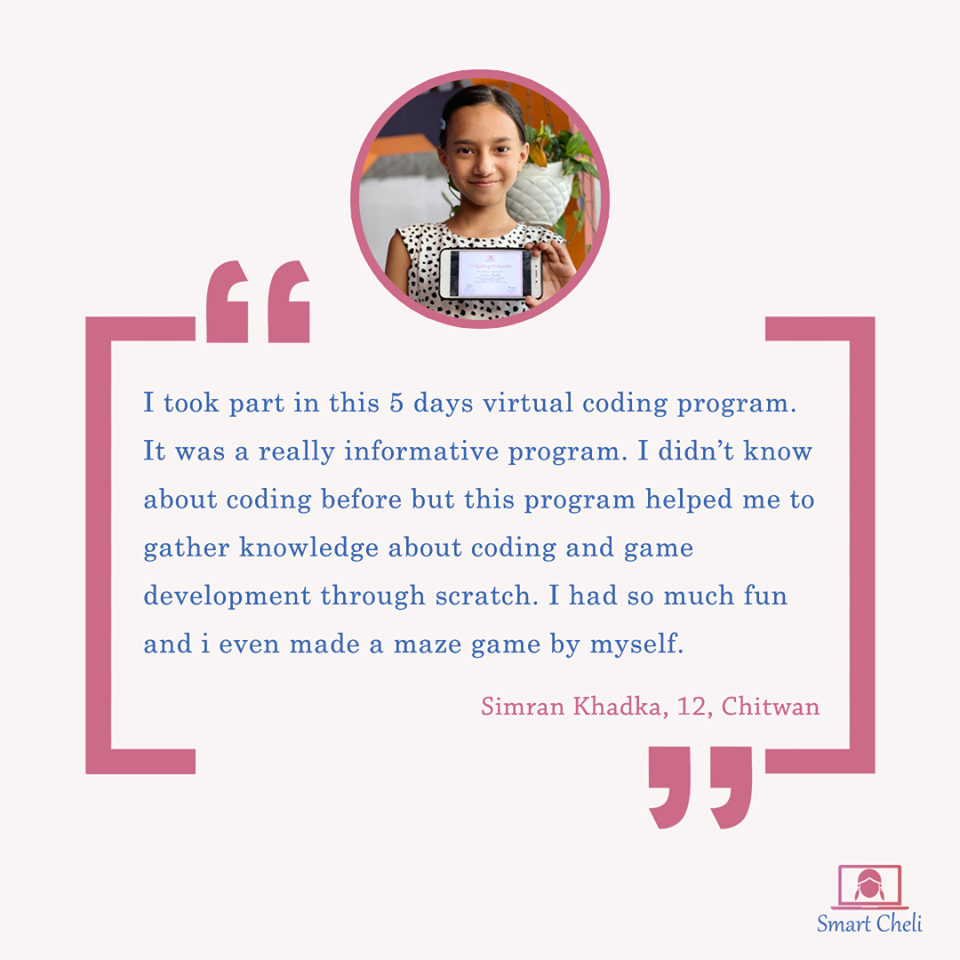 I took part in this 5 days virtual coding program.
It was a really informative program. I didn’t know
about coding before but this program helped me to
gather knowledge about coding and game
development through scratch. I had so much fun
and i even made a maze game by myself.
Simran Khadka, 12, Chitwan
Smart Cheli